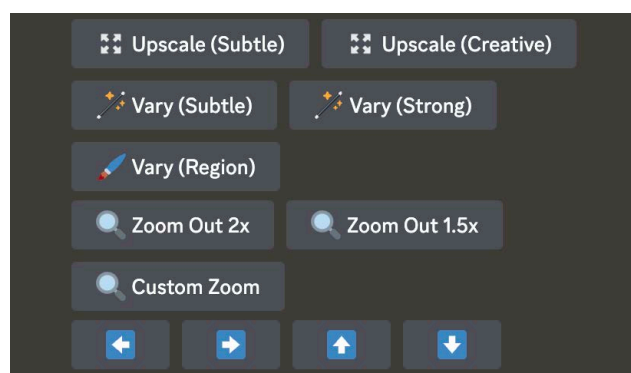 Upscale (Subtle) Upscale (Creative)
Vary (Subtle) Vary (Strong)
Vary (Region)
Zoom Out 2x Zoom Out 1.5x
Custom Zoom